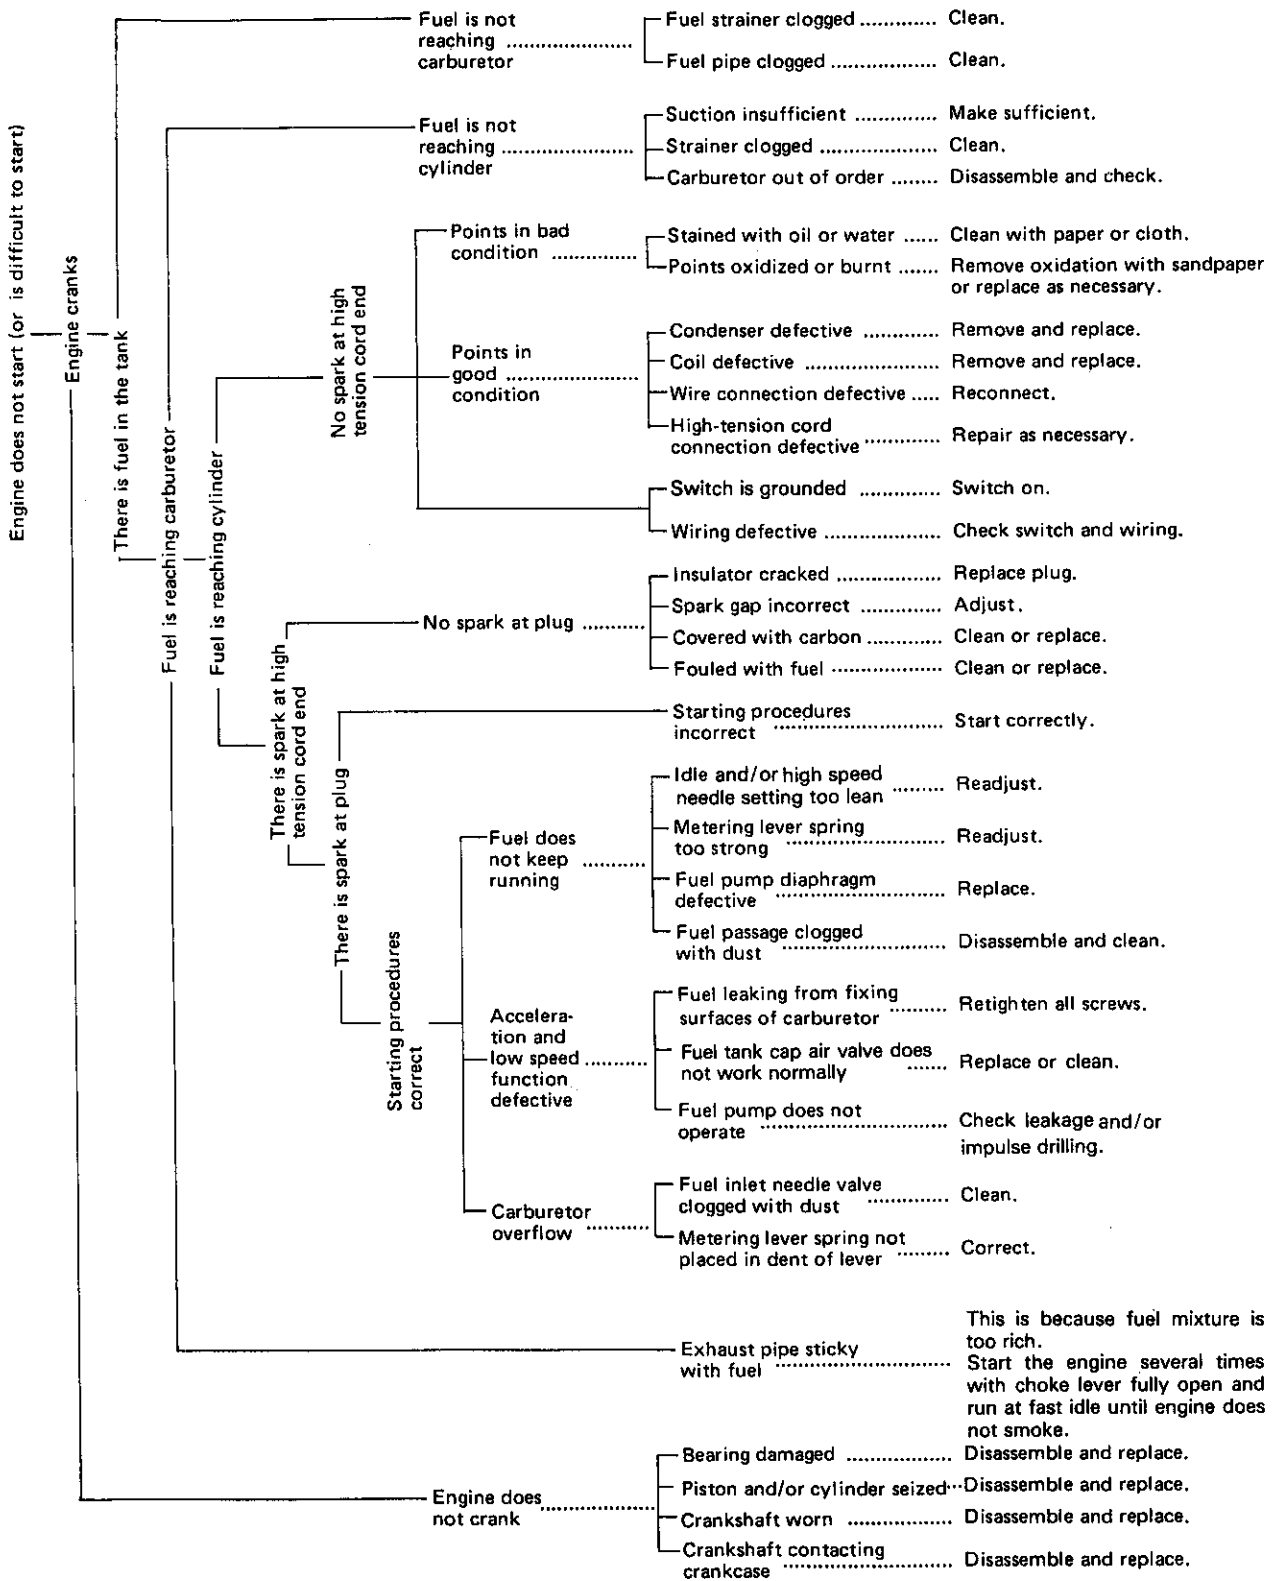 Engine does not start (or is difficult to start)
Engine cranks
There is fuel in the tank
Fuel is not
reaching
carburetor
Fuel strainer clogged
Clean.
Fuel pipe clogged
Clean.
Fuel is reaching carburetor
Fuel is not
reaching
cylinder
Suction insufficient
Make sufficient.
Strainer clogged
Clean.
Carburetor out of order
Disassemble and check.
Fuel is reaching cylinder
No spark at high
tension cord end
Points in bad
condition
Stained with oil or water
Clean with paper or cloth.
Points oxidized or burnt
Remove oxidation with sandpaper
or replace as necessary.
Points in
good
condition
Condenser defective
Remove and replace.
Coil defective
Remove and replace.
Wire connection defective
Reconnect.
High-tension cord
connection defective
Repair as necessary.
Switch is grounded
Switch on.
Wiring defective
Check switch and wiring.
There is spark at high
tension cord end
No spark at plug
Insulator cracked
Replace plug.
Spark gap incorrect
Adjust.
Covered with carbon
Clean or replace.
Fouled with fuel
Clean or replace.
There is spark at plug
Starting procedures
incorrect
Start correctly.
Starting procedures
correct
Fuel does
not keep
running
Idle and/or high speed
needle setting too lean
Readjust.
Metering lever spring
too strong
Readjust.
Fuel pump diaphragm
defective
Replace.
Fuel passage clogged
with dust
Disassemble and clean.
Accelera-
tion and
low speed
function
defective
Fuel leaking from fixing
surfaces of carburetor
Retighten all screws.
Fuel tank cap air valve does
not work normally
Replace or clean.
Fuel pump does not
operate
Check leakage and/or
impulse drilling.
Carburetor
overflow
Fuel inlet needle valve
clogged with dust
Clean.
Metering lever spring not
placed in dent of lever
Correct.
Exhaust pipe sticky
with fuel
This is because fuel mixture is
too rich.
Start the engine several times
with choke lever fully open and
run at fast idle until engine does
not smoke.
Engine does
not crank
Bearing damaged
Disassemble and replace.
Piston and/or cylinder seized
Disassemble and replace.
Crankshaft worn
Disassemble and replace.
Crankshaft contacting
crankcase
Disassemble and replace.